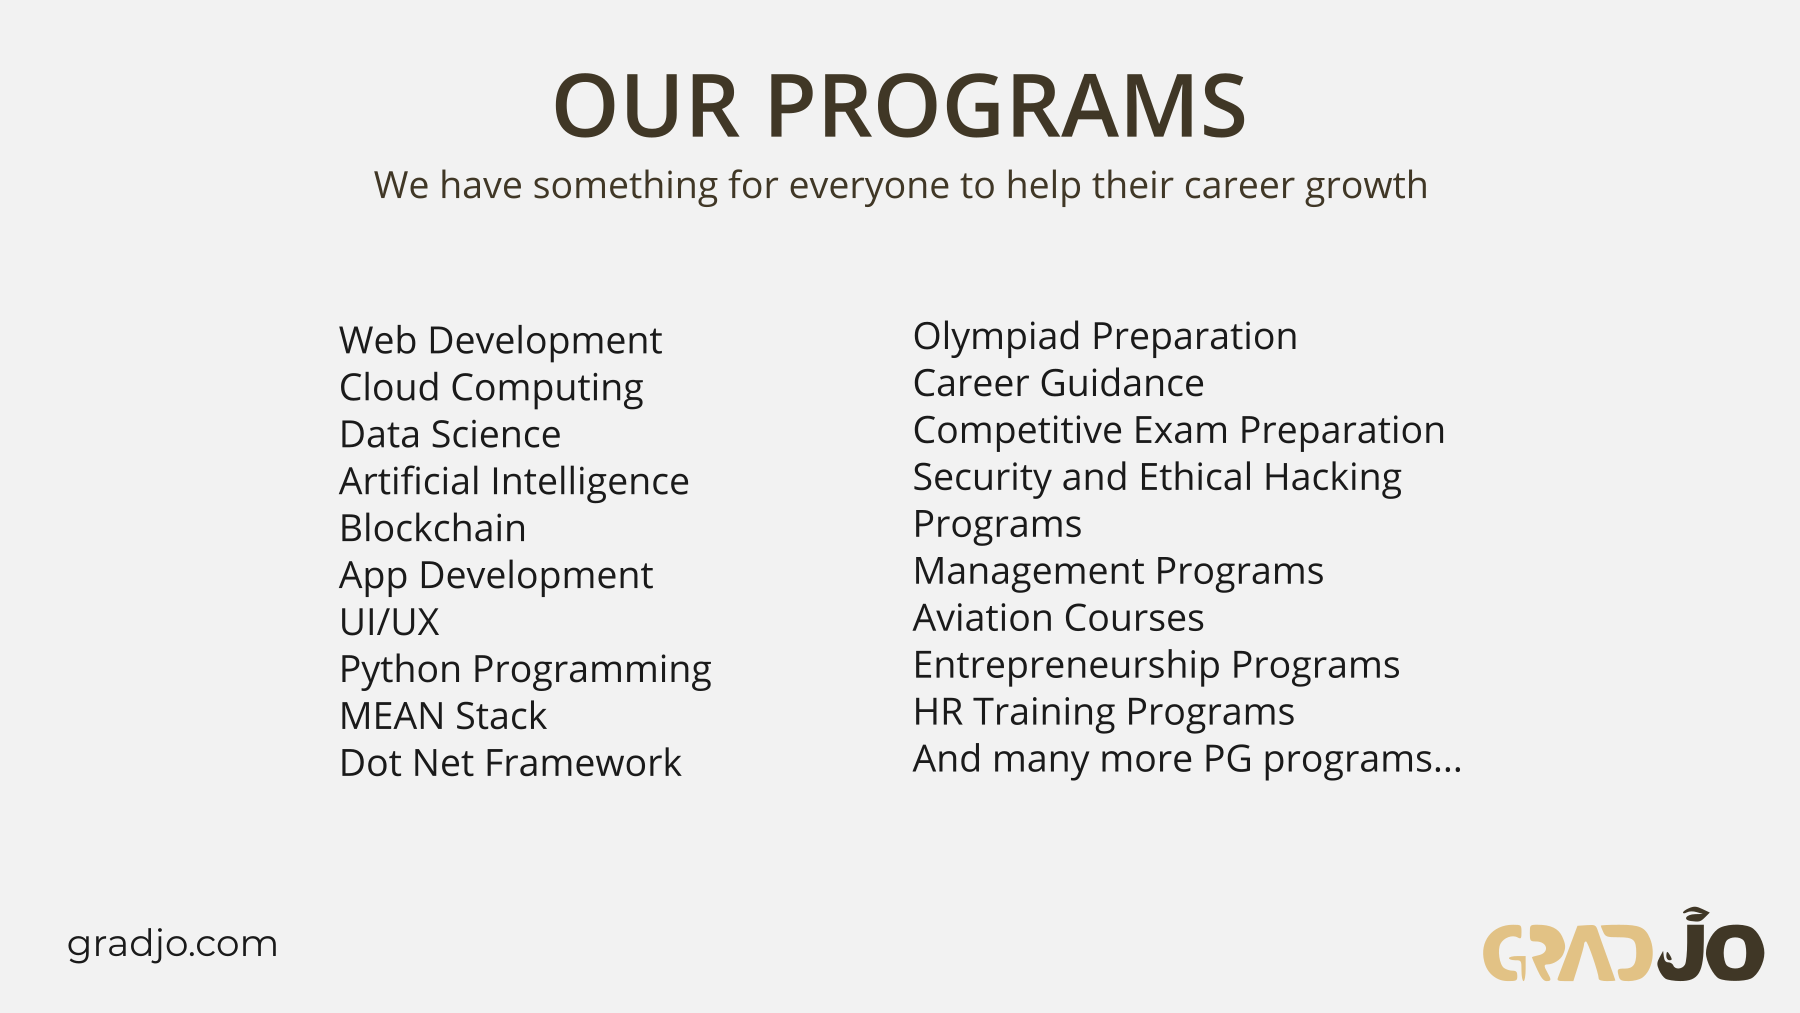 OUR PROGRAMS
We have something for everyone to help their career growth
Web Development
Cloud Computing
Data Science
Artificial Intelligence
Blockchain
App Development
UI/UX
Python Programming
MEAN Stack
Dot Net Framework
Olympiad Preparation
Career Guidance
Competitive Exam Preparation
Security and Ethical Hacking
Programs
Management Programs
Aviation Courses
Entrepreneurship Programs
HR Training Programs
And many more PG programs...
gradjo.com
GRADJO